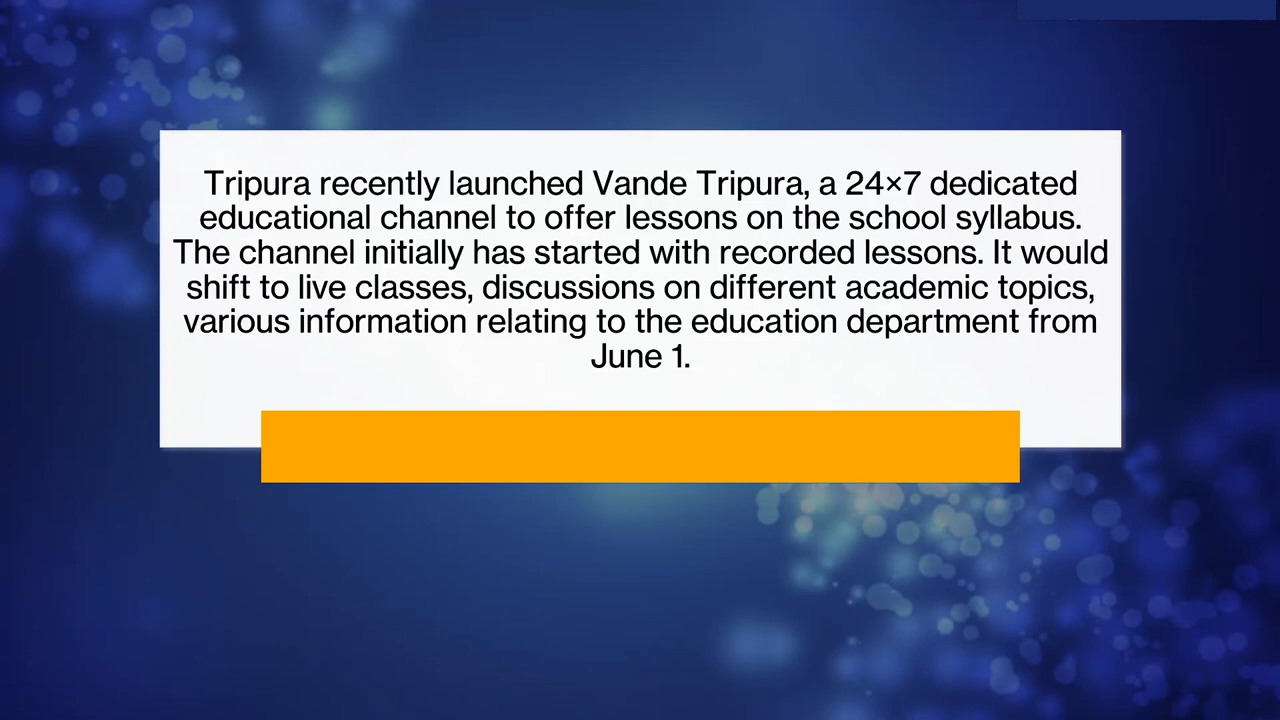 Tripura recently launched Vande Tripura, a 24×7 dedicated
educational channel to offer lessons on the school syllabus.
The channel initially has started with recorded lessons. It would
shift to live classes, discussions on different academic topics,
various information relating to the education department from
June 1.